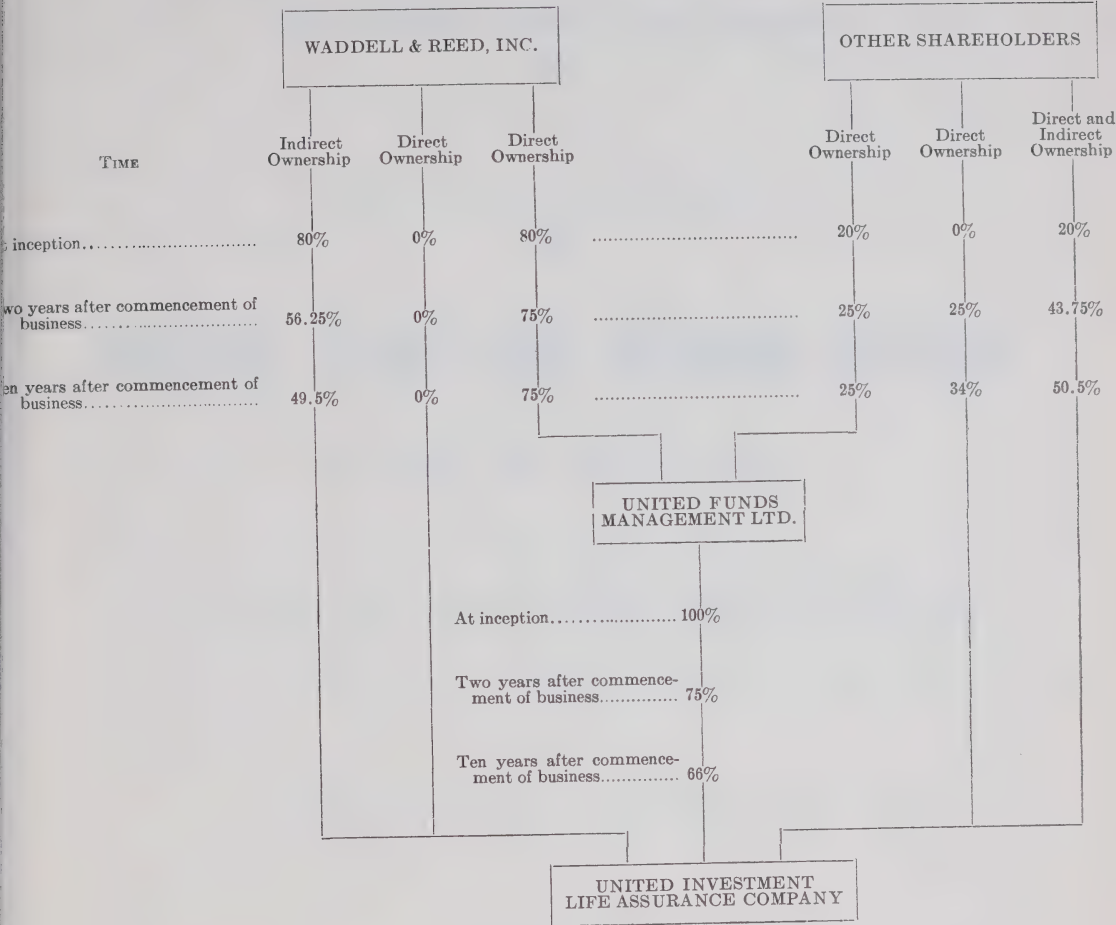 WADDELL & REED, INC.
OTHER SHAREHOLDERS
TIME
Indirect Ownership
Direct Ownership
Direct Ownership
Direct Ownership
Direct Ownership
Direct and Indirect Ownership
inception........................... 80% 0% 80% ........................... 20% 0% 20%
wo years after commencement of
business........................... 56.25% 0% 75% ........................... 25% 25% 43.75%
en years after commencement of
business........................... 49.5% 0% 75% ........................... 25% 34% 50.5%
UNITED FUNDS
MANAGEMENT LTD.
At inception..................... 100%
Two years after commence-
ment of business............... 75%
Ten years after commence-
ment of business............... 66%
UNITED INVESTMENT
LIFE ASSURANCE COMPANY